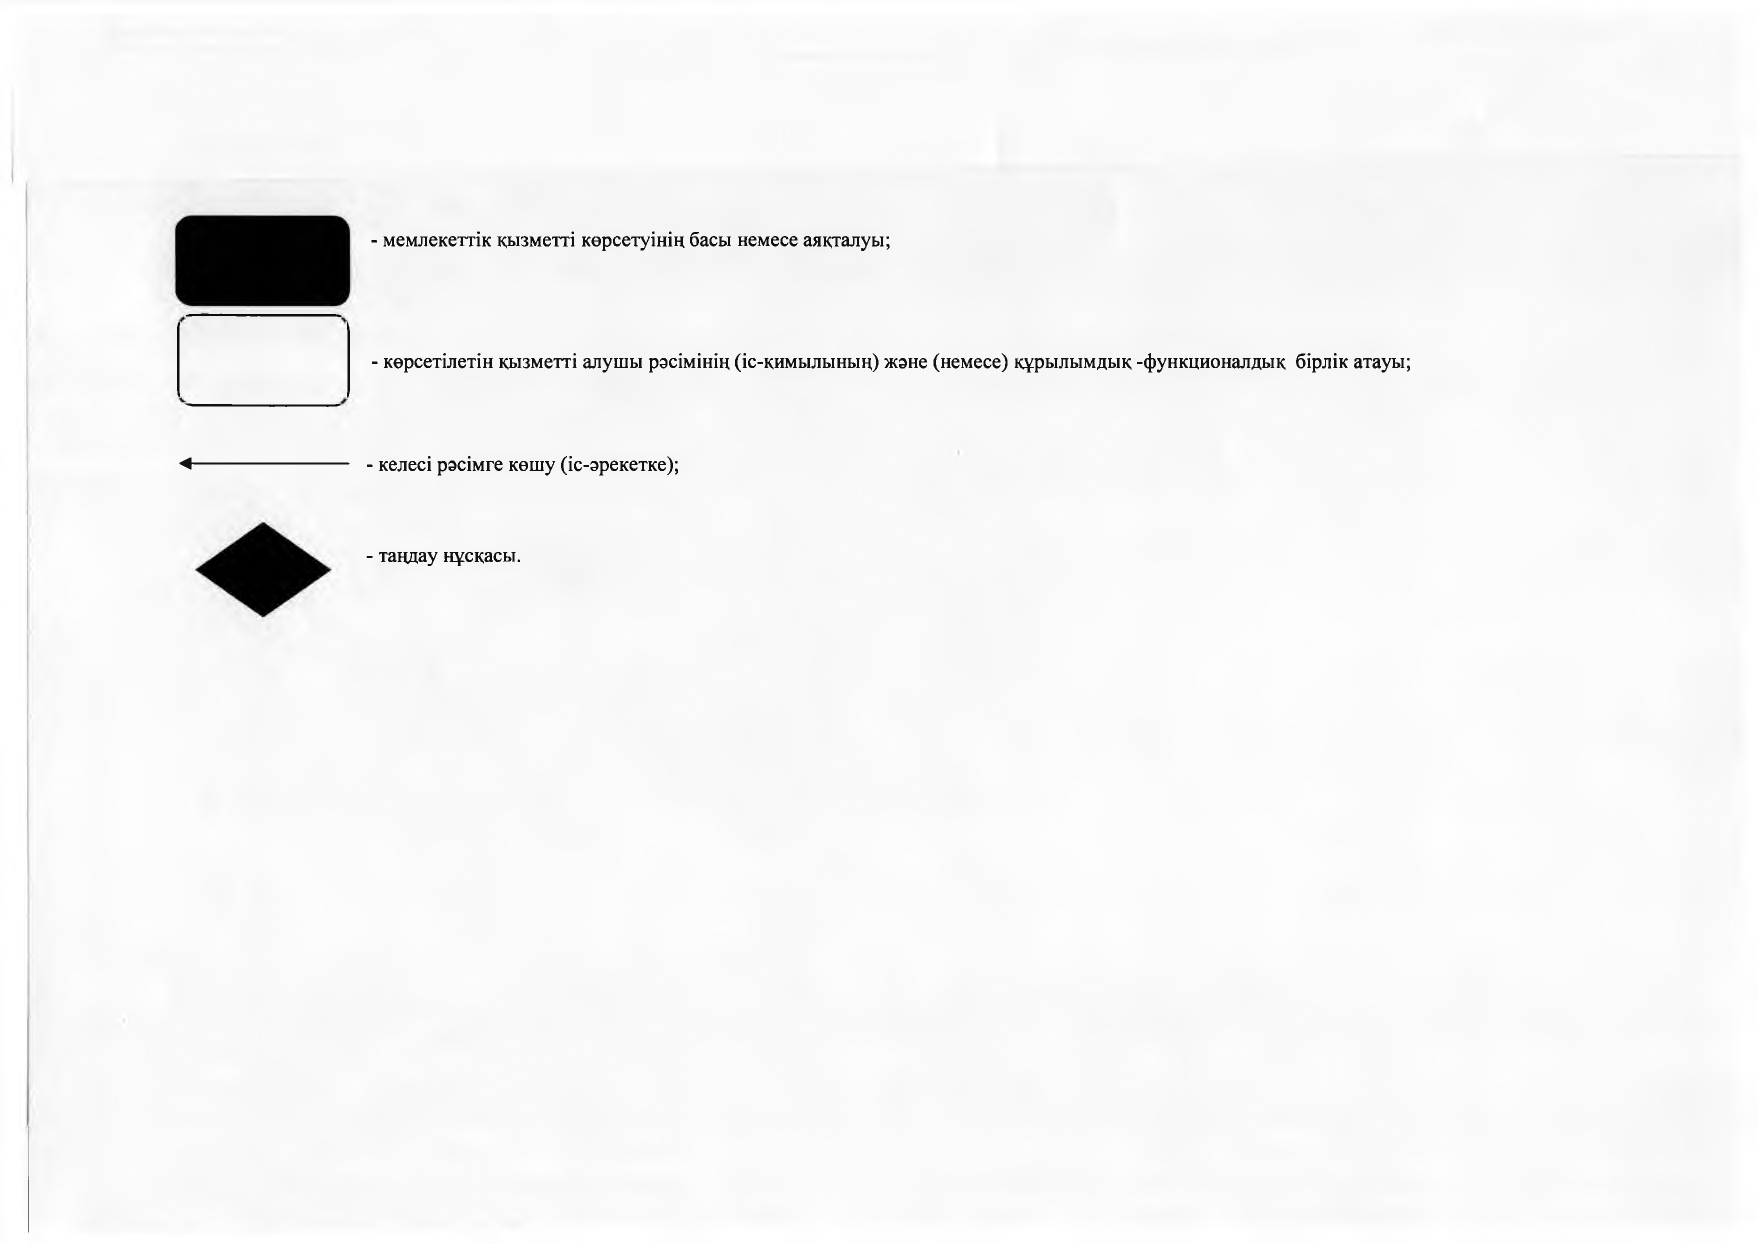 - мемлекеттік қызметті көрсетуінің басы немесе аяқталуы;
- көрсетілетін қызметті алушы рәсімінің (іс-қимылының) және (немесе) құрылымдық -функционалдық бірлік атауы;
- келесі рәсімге көшу (іс-әрекетке);
- таңдау нұсқасы.